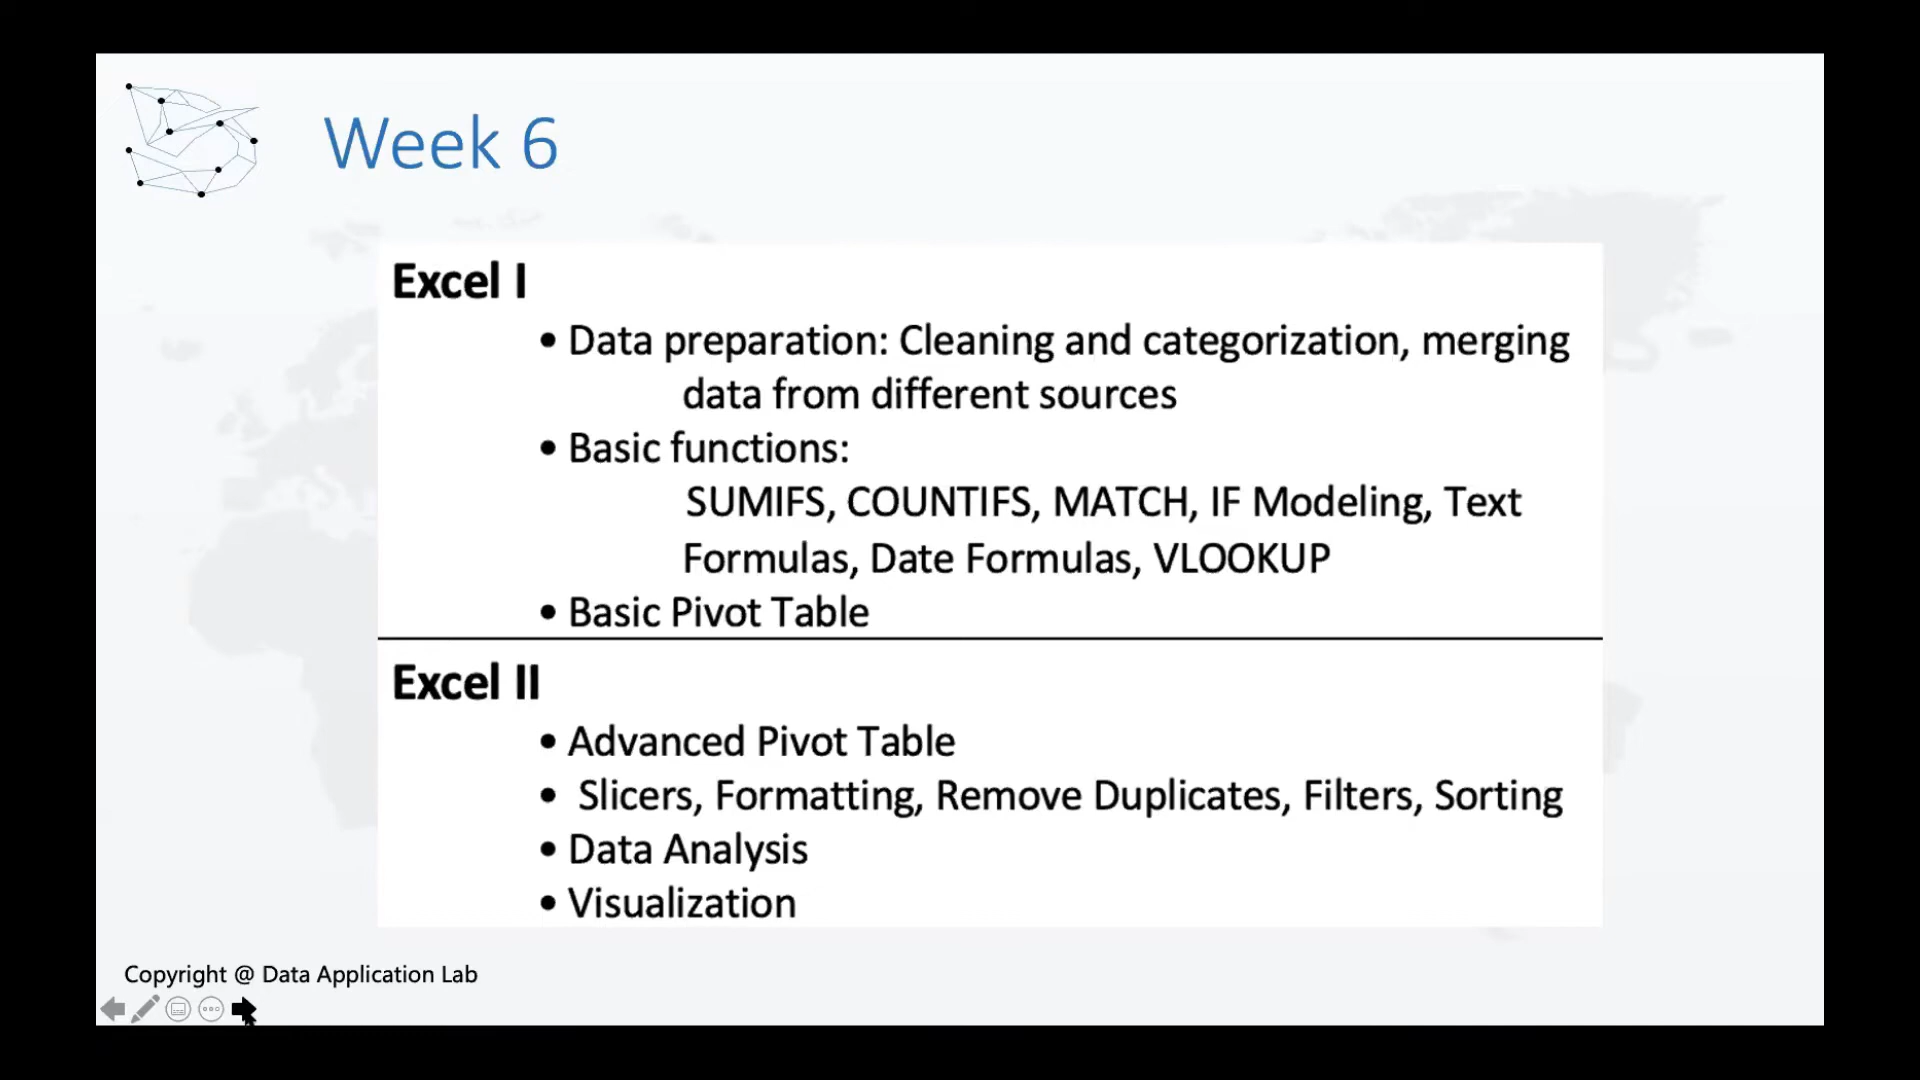 Week 6
Excel I
• Data preparation: Cleaning and categorization, merging
data from different sources
• Basic functions:
SUMIFS, COUNTIFS, MATCH, IF Modeling, Text
Formulas, Date Formulas, VLOOKUP
• Basic Pivot Table
Excel II
• Advanced Pivot Table
• Slicers, Formatting, Remove Duplicates, Filters, Sorting
• Data Analysis
• Visualization
Copyright @ Data Application Lab